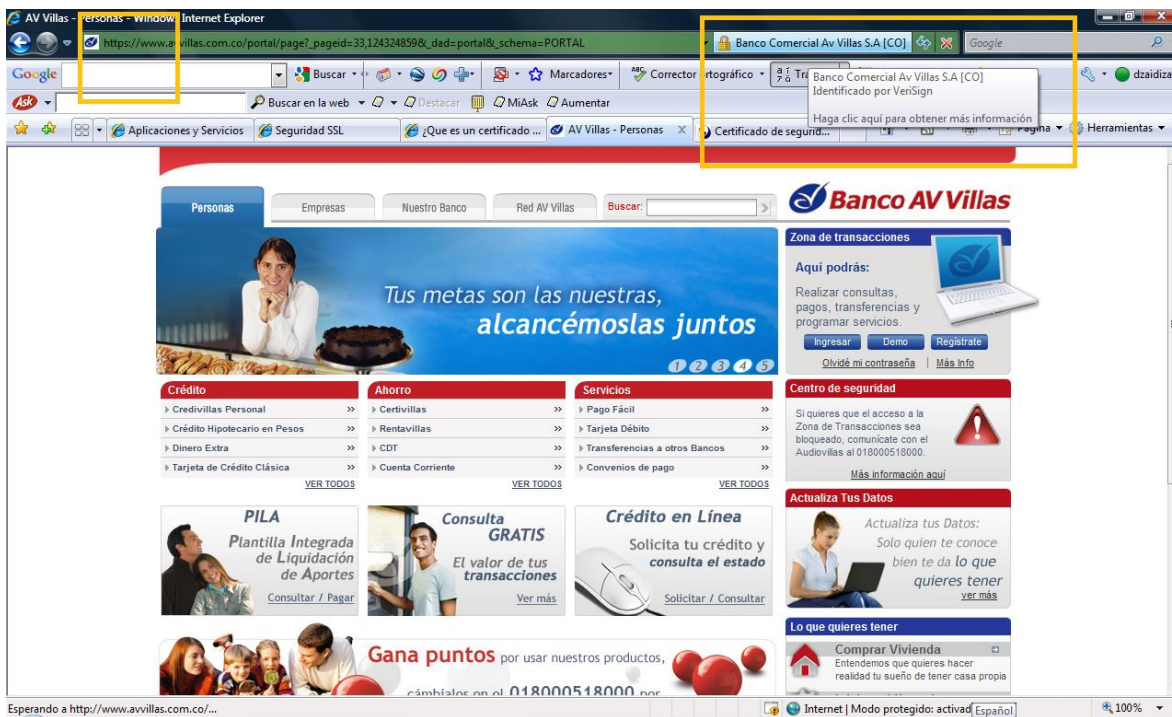 AV Villas - Personas - Windows Internet Explorer
https://www.avvillas.com.co/portal/page?_pageid=33,124324859&_dad=portal&_schema=PORTAL
Banco Comercial Av Villas S.A [CO]
Google
Google
Buscar
Marcadores
Corrector ortográfico
dzaidiza
Banco Comercial Av Villas S.A [CO]
Identificado por VeriSign
Haga clic aquí para obtener más información
ASK
Buscar en la web
Destacar
MiAsk
Aumentar
Aplicaciones y Servicios
Seguridad SSL
¿Que es un certificado ...
AV Villas - Personas
Certificado de segurid...
Página
Herramientas
Personas
Empresas
Nuestro Banco
Red AV Villas
Buscar:
Banco AV Villas
Tus metas son las nuestras,
alcancémoslas juntos
1 2 3 4 5
Zona de transacciones
Aquí podrás:
Realizar consultas,
pagos, transferencias y
programar servicios.
Ingresar
Demo
Regístrate
Olvidé mi contraseña | Más Info
Crédito
Credivillas Personal
Crédito Hipotecario en Pesos
Dinero Extra
Tarjeta de Crédito Clásica
VER TODOS
Ahorro
Certivillas
Rentavillas
CDT
Cuenta Corriente
VER TODOS
Servicios
Pago Fácil
Tarjeta Débito
Transferencias a otros Bancos
Convenios de pago
VER TODOS
Centro de seguridad
Si quieres que el acceso a la
Zona de Transacciones sea
bloqueado, comunícate con el
Audiovillas al 018000518000.
Más información aquí
PILA
Plantilla Integrada
de Liquidación
de Aportes
Consultar / Pagar
Consulta
GRATIS
El valor de tus
transacciones
Ver más
Crédito en Línea
Solicita tu crédito y
consulta el estado
Solicitar / Consultar
Actualiza Tus Datos
Actualiza tus Datos:
Solo quien te conoce
bien te da lo que
quieres tener
ver más
Gana puntos por usar nuestros productos,
cámbialos en el 018000518000 por
Lo que quieres tener
Comprar Vivienda
Entendemos que quieres hacer
realidad tu sueño de tener casa propia
Esperando a http://www.avvillas.com.co/...
Internet | Modo protegido: activad
Español
100%